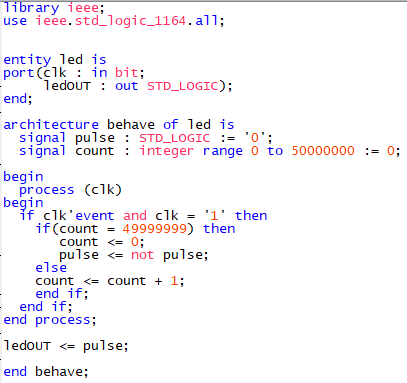 library ieee;
use ieee.std_logic_1164.all;
entity led is
port(clk : in bit;
ledOUT : out STD_LOGIC);
end;
architecture behave of led is
signal pulse : STD_LOGIC := '0';
signal count : integer range 0 to 50000000 := 0;
begin
process (clk)
begin
if clk'event and clk = '1' then
if(count = 49999999) then
count <= 0;
pulse <= not pulse;
else
count <= count + 1;
end if;
end if;
end process;
ledOUT <= pulse;
end behave;